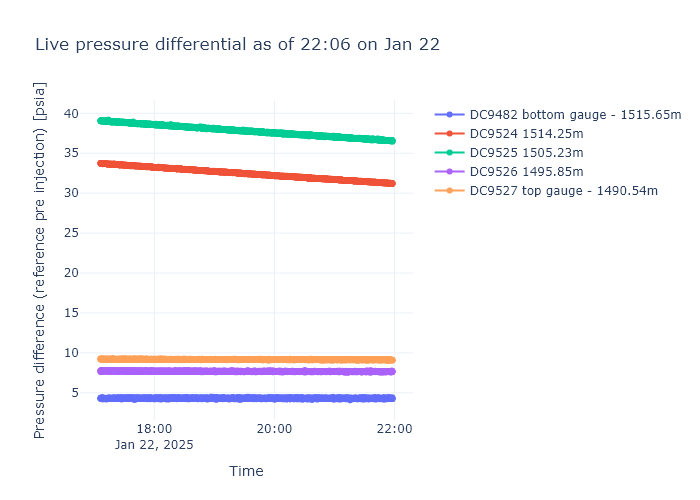 Live pressure differential as of 22:06 on Jan 22
Pressure difference (reference pre injection) [psia]
40
35
30
25
20
15
10
5
18:00
Jan 22, 2025
20:00
22:00
Time
DC9482 bottom gauge - 1515.65m
DC9524 1514.25m
DC9525 1505.23m
DC9526 1495.85m
DC9527 top gauge - 1490.54m